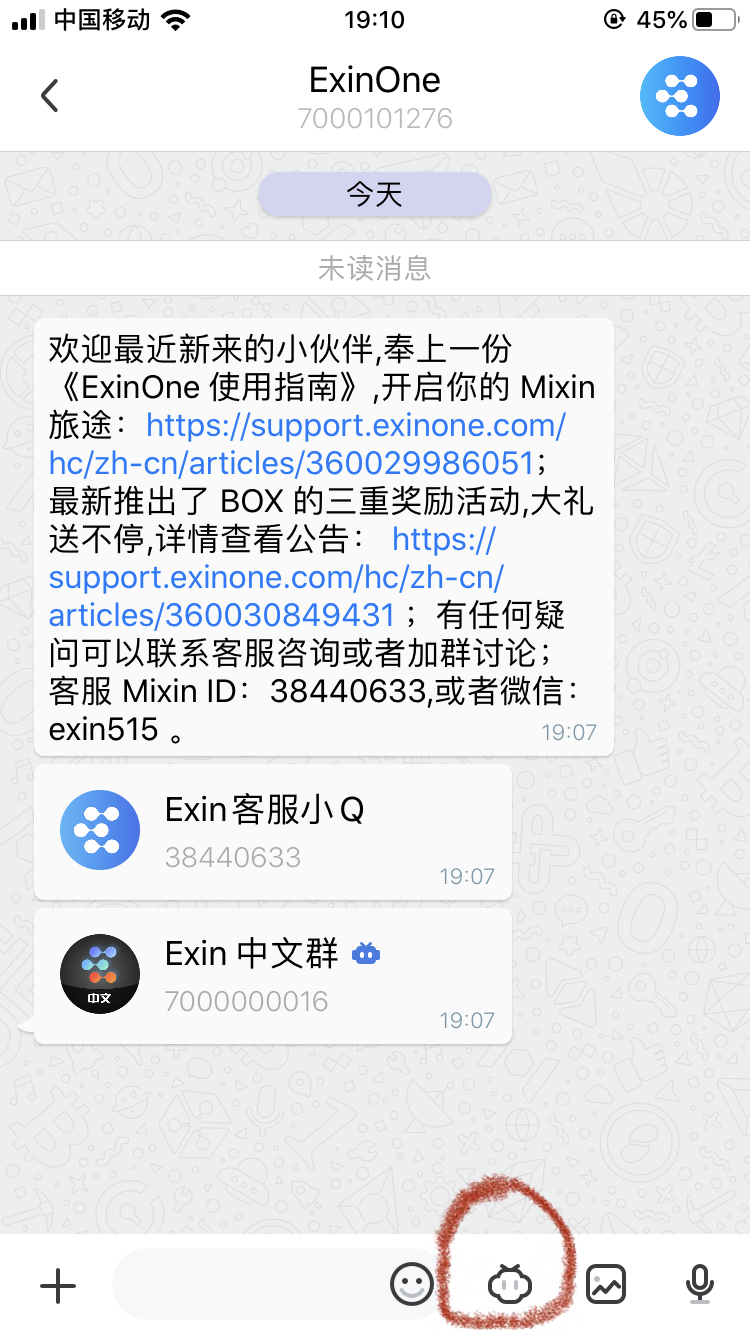 中国移动 19:10 45%
ExinOne
7000101276
今天
未读消息
欢迎最近新来的小伙伴,奉上一份
《ExinOne 使用指南》,开启你的 Mixin
旅途：https://support.exinone.com/
hc/zh-cn/articles/360029986051；
最新推出了 BOX 的三重奖励活动,大礼
送不停,详情查看公告： https://
support.exinone.com/hc/zh-cn/
articles/360030849431 ；有任何疑
问可以联系客服咨询或者加群讨论；
客服 Mixin ID：38440633,或者微信：
exin515 。
19:07
Exin客服小Q
38440633
19:07
Exin 中文群
中文
7000000016
19:07